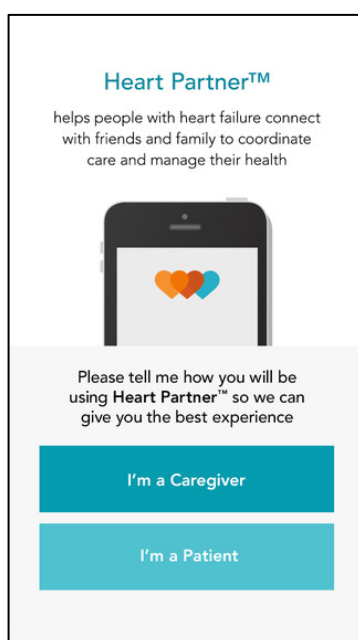 Heart Partner™
helps people with heart failure connect
with friends and family to coordinate
care and manage their health
Please tell me how you will be
using Heart Partner™ so we can
give you the best experience
I'm a Caregiver
I'm a Patient